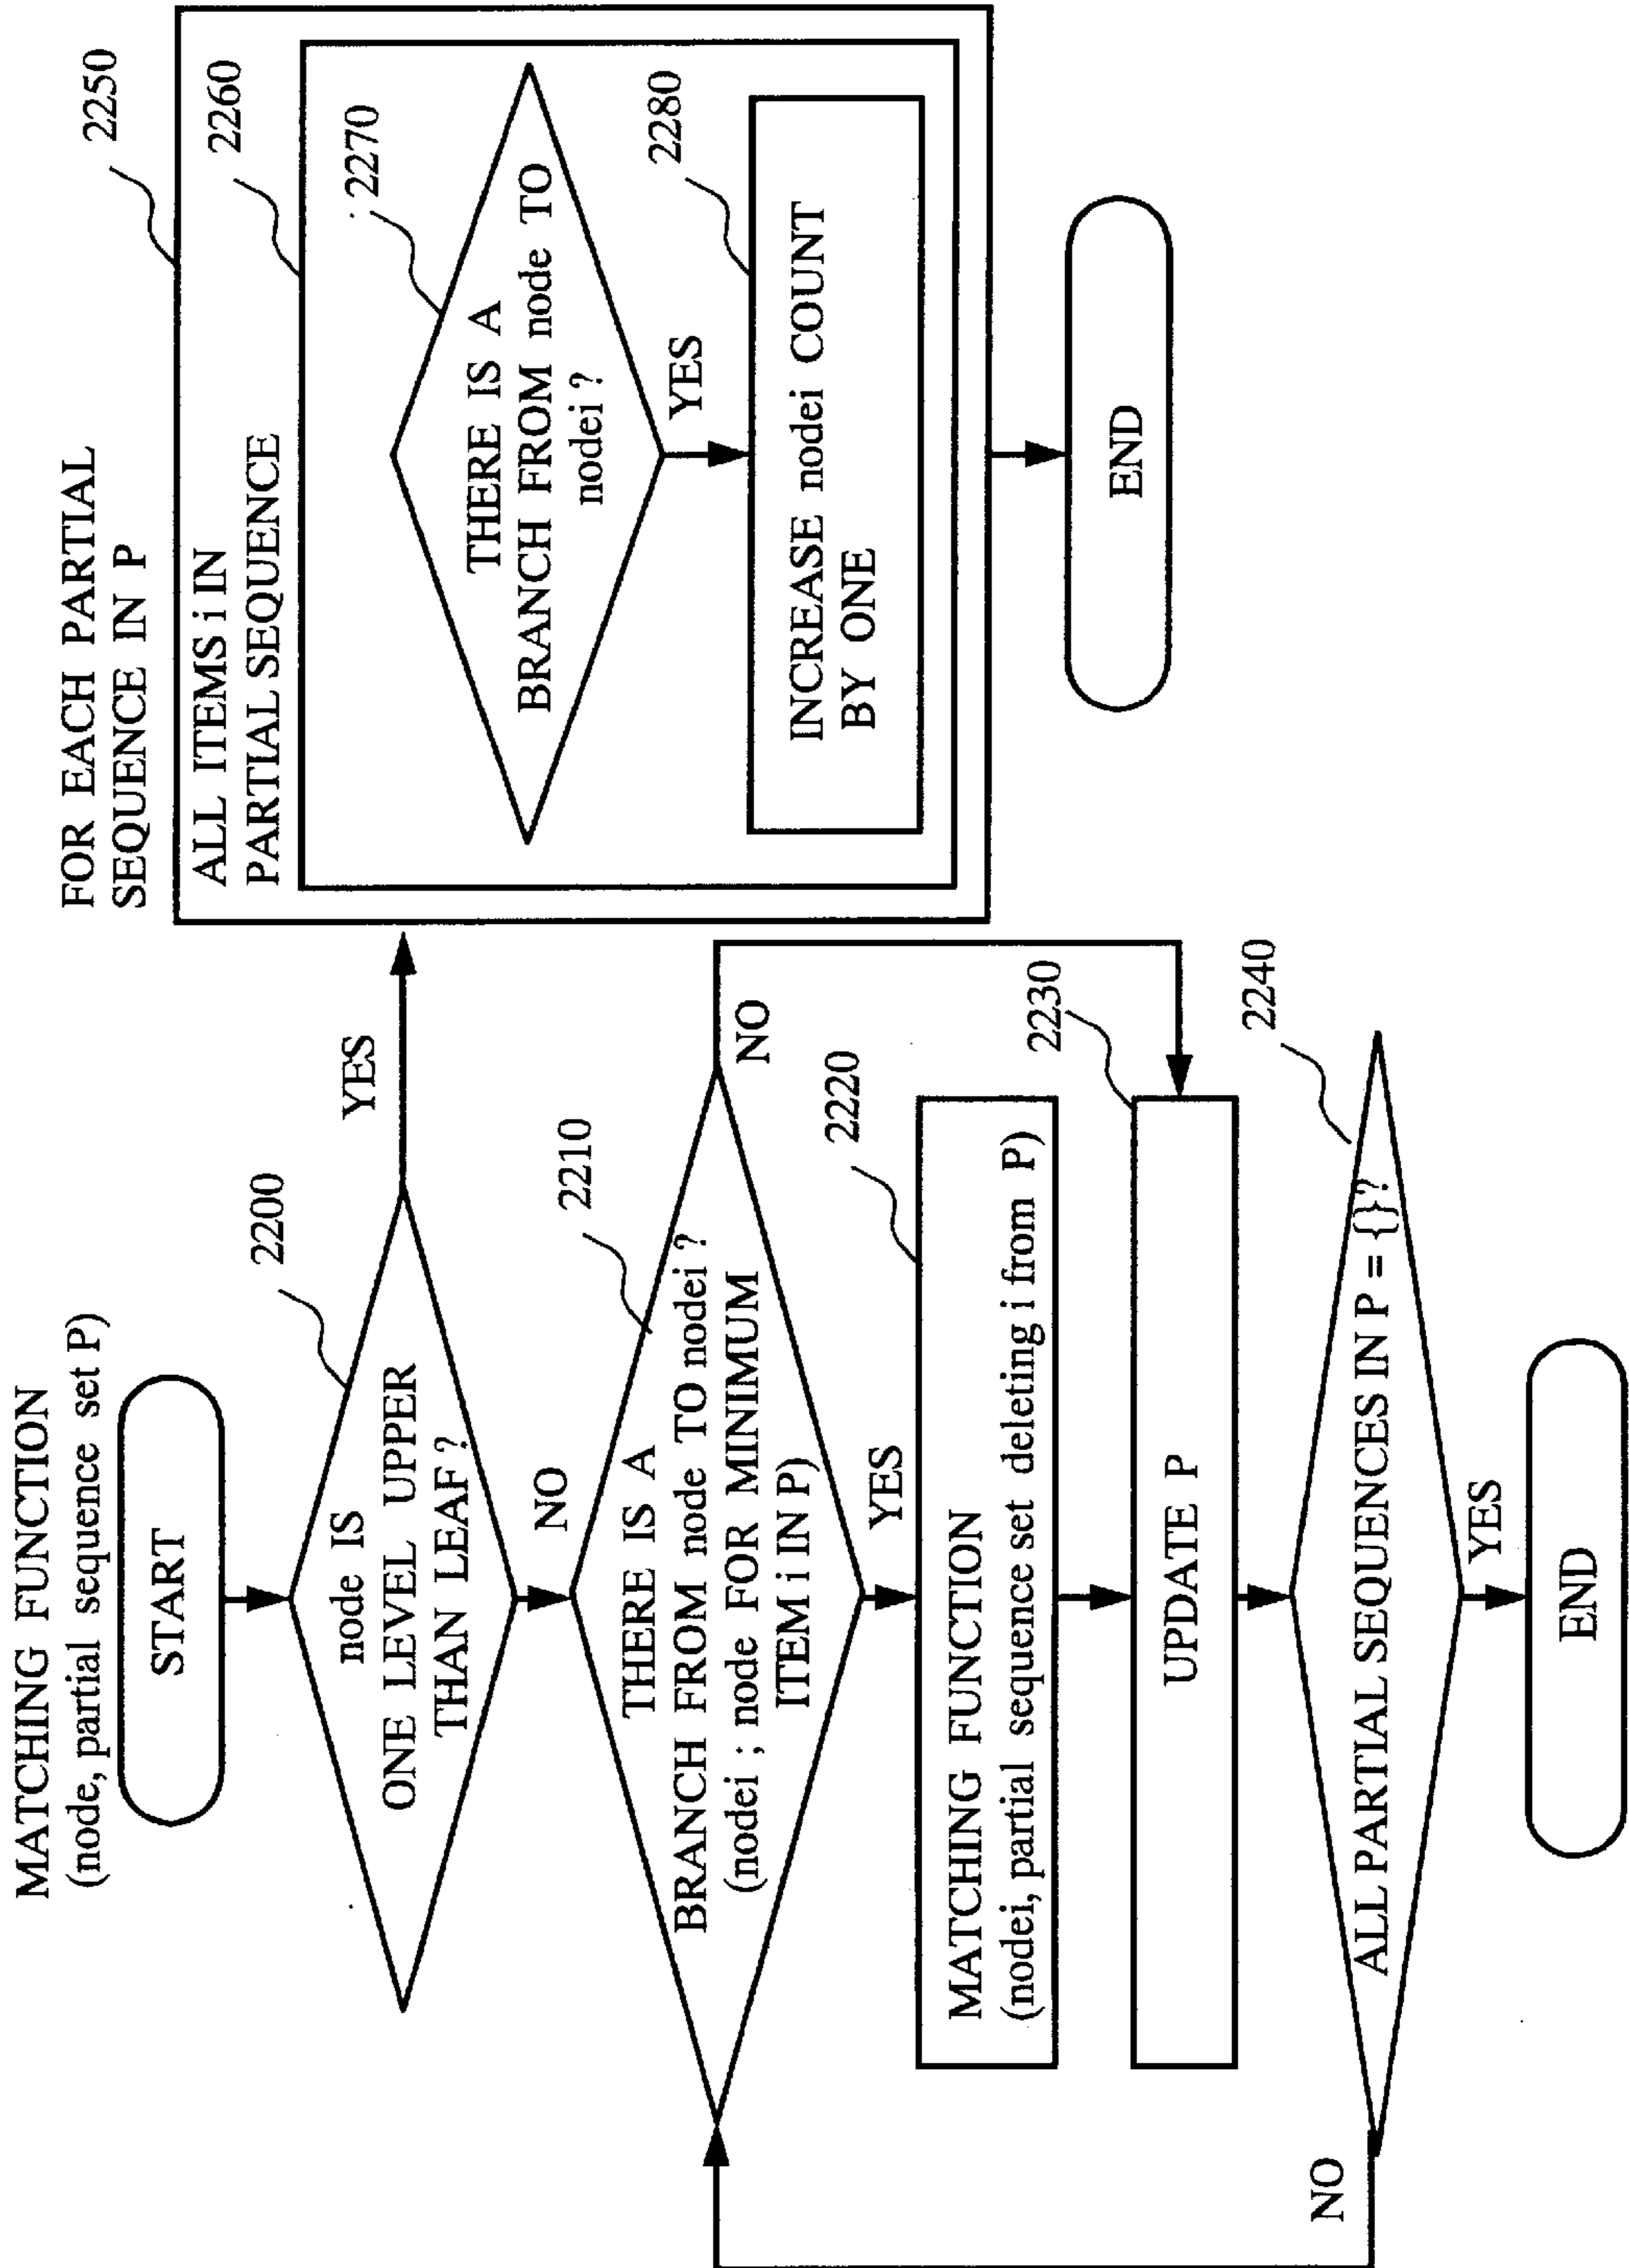 MATCHING FUNCTION
(node, partial sequence set P)
START
2200
node IS
ONE LEVEL UPPER
THAN LEAF?
YES
NO
2210
THERE IS A
BRANCH FROM node TO nodei ?
(nodei ; node FOR MINIMUM
ITEM i IN P)
NO
YES
2220
MATCHING FUNCTION
(nodei, partial sequence set deleting i from P)
2230
UPDATE P
2240
ALL PARTIAL SEQUENCES IN P = {}?
NO
YES
END
FOR EACH PARTIAL
SEQUENCE IN P
2250
ALL ITEMS i IN
PARTIAL SEQUENCE
2260
2270
THERE IS A
BRANCH FROM node TO
nodei ?
YES
2280
INCREASE nodei COUNT
BY ONE
END